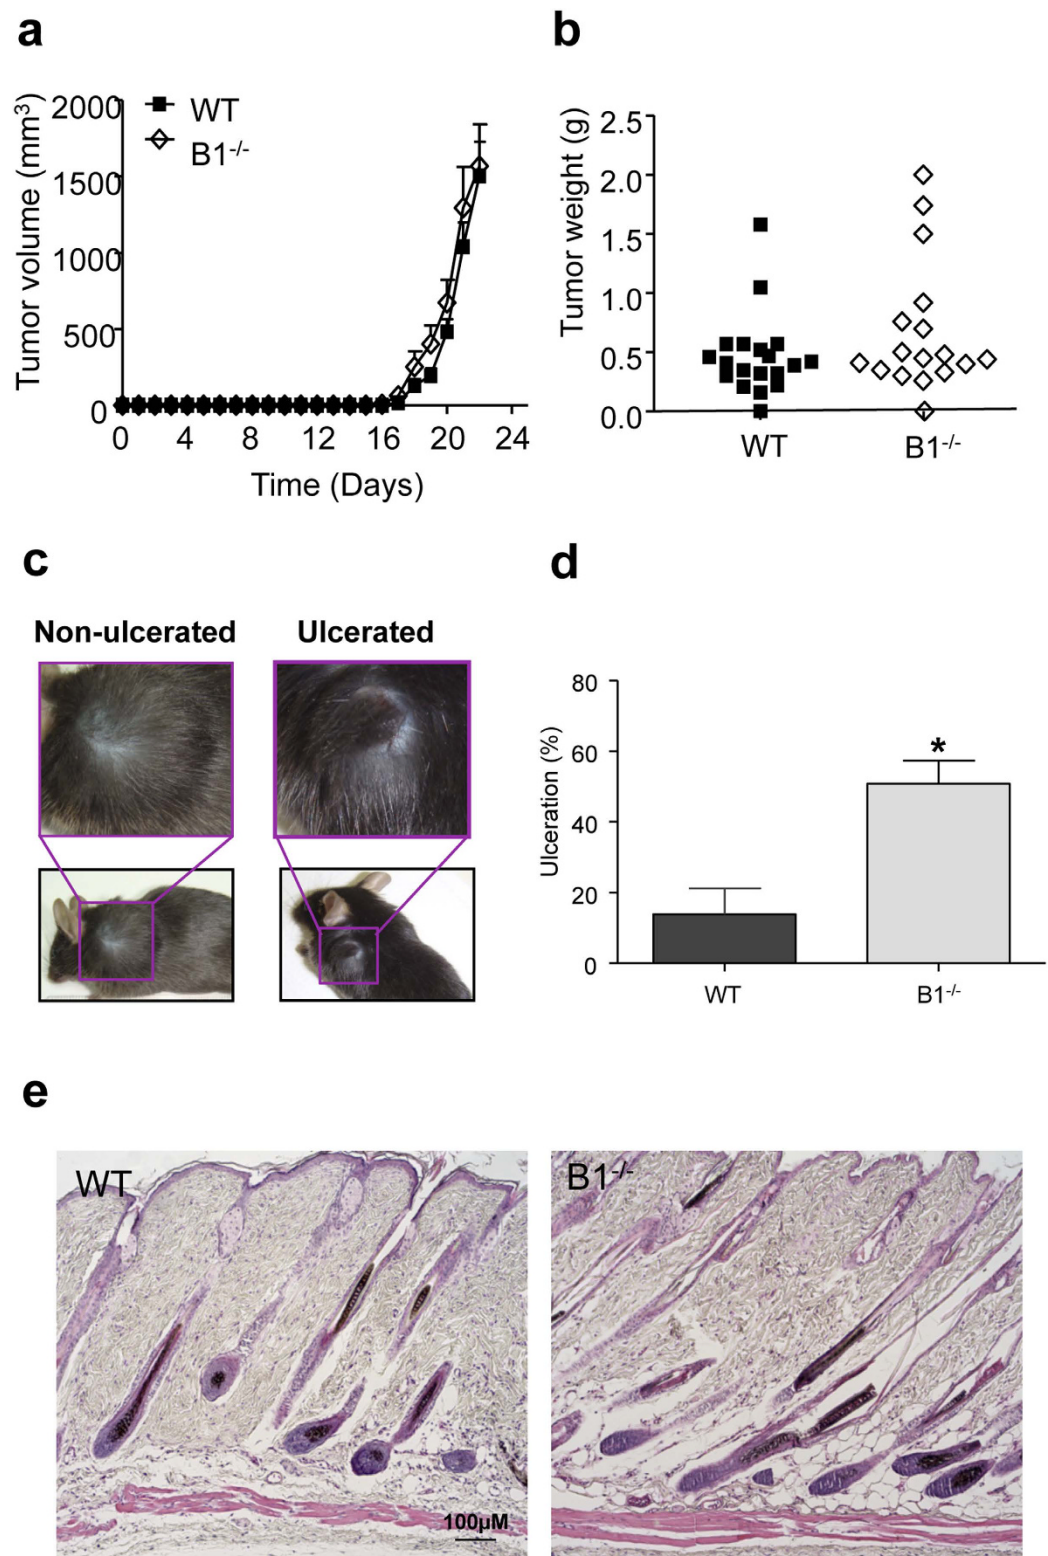 a
Tumor volume (mm³)
2000
1500
1000
500
0
WT
B1⁻/⁻
0 4 8 12 16 20 24
Time (Days)
b
Tumor weight (g)
2.5
2.0
1.5
1.0
0.5
0.0
WT B1⁻/⁻
c
Non-ulcerated Ulcerated
d
Ulceration (%)
80
60
40
20
0
*
WT B1⁻/⁻
e
WT
100µM
B1⁻/⁻